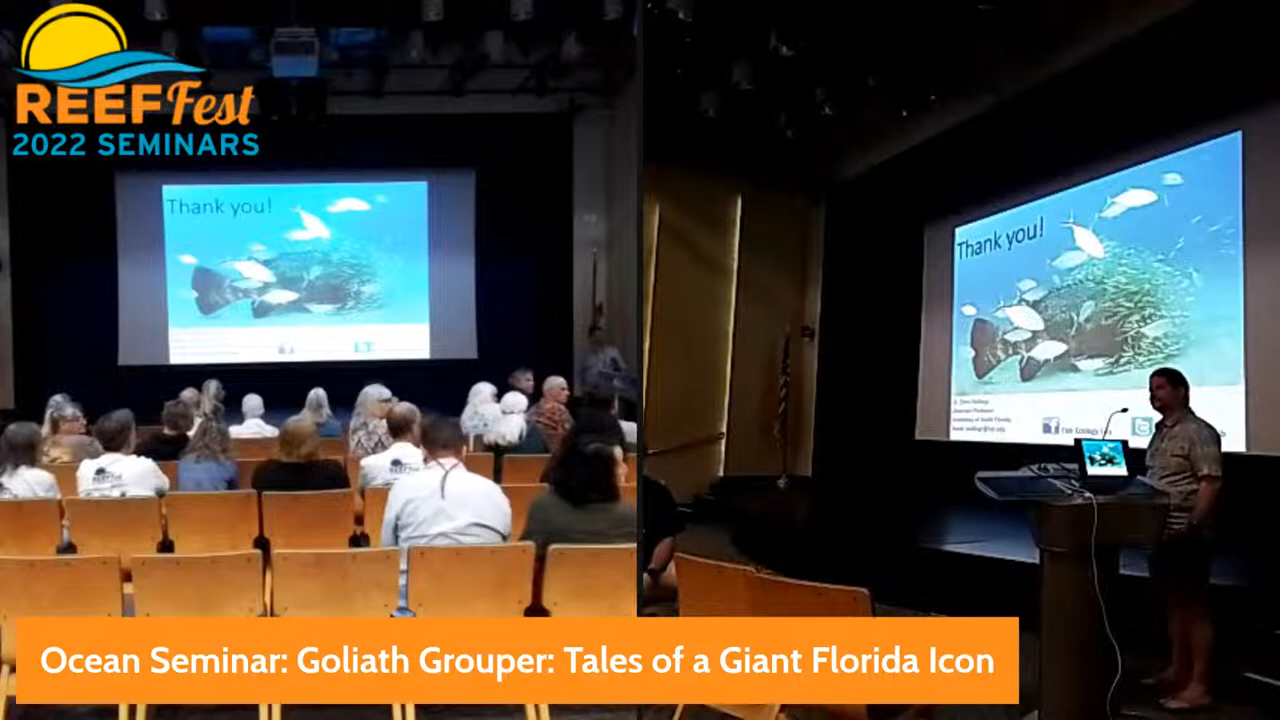 REEF Fest
2022 SEMINARS
Thank you!
Thank you!
Ocean Seminar: Goliath Grouper: Tales of a Giant Florida Icon